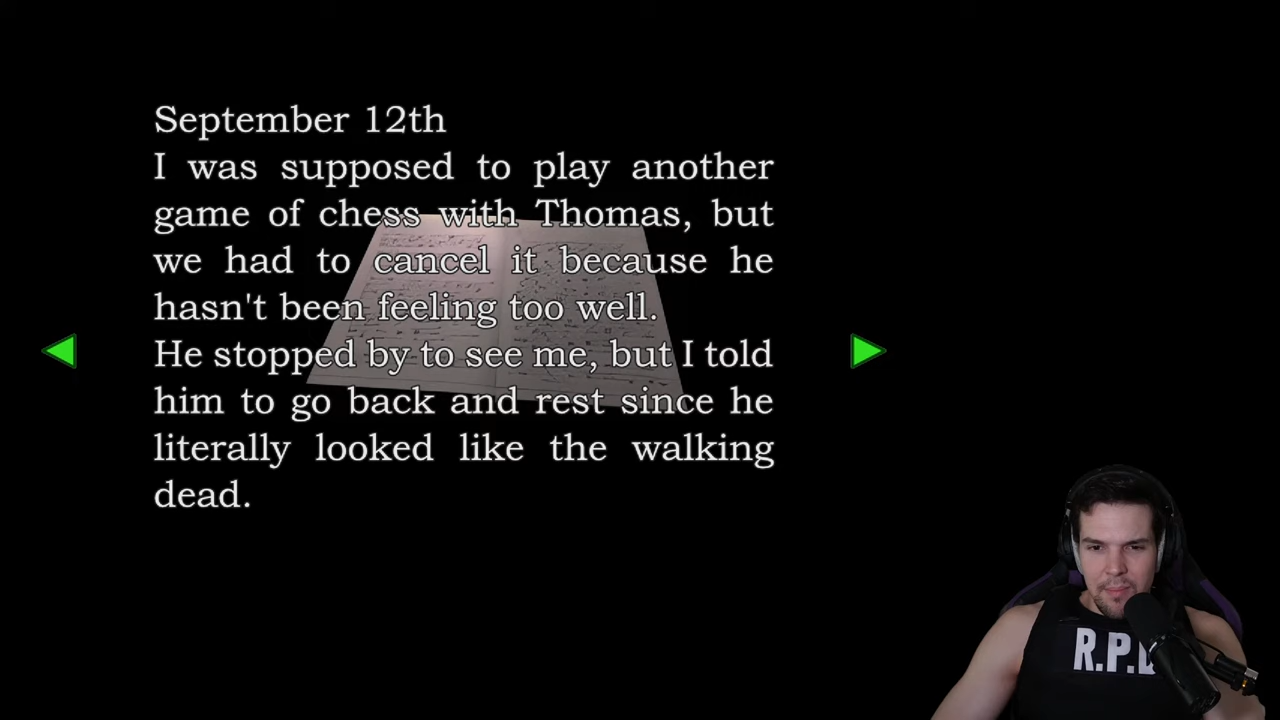 September 12th
I was supposed to play another
game of chess with Thomas, but
we had to cancel it because he
hasn't been feeling too well.
He stopped by to see me, but I told
him to go back and rest since he
literally looked like the walking
dead.
R.P.D